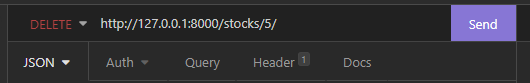 DELETE http://127.0.0.1:8000/stocks/5/ Send
JSON Auth Query Header 1 Docs